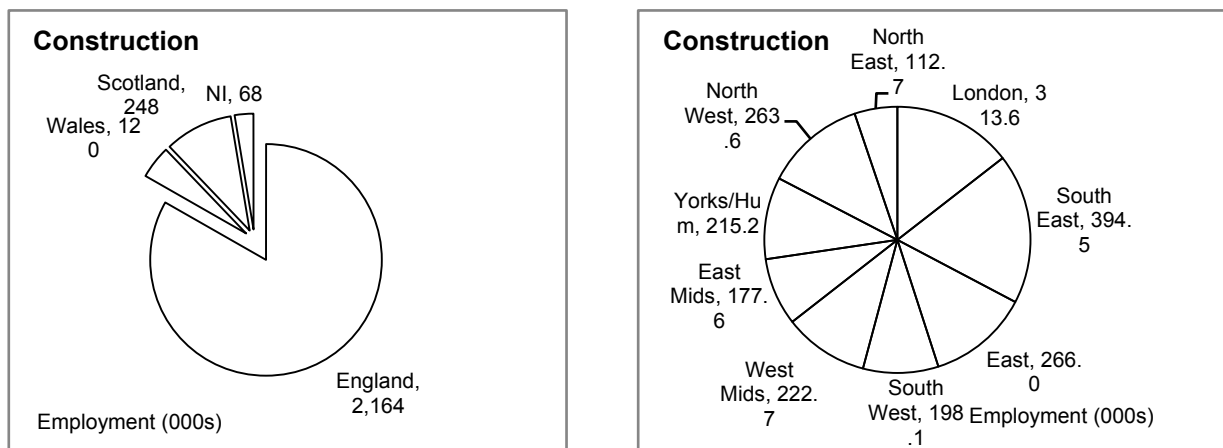 Construction
Scotland,
248
NI, 68
Wales, 12
0
England,
2,164
Employment (000s)
Construction
North
East, 112.
7
London, 3
13.6
North
West, 263
.6
South
East, 394.
5
Yorks/Hu
m, 215.2
East
Mids, 177.
6
East, 266.
0
West
Mids, 222.
7
South
West, 198
.1
Employment (000s)